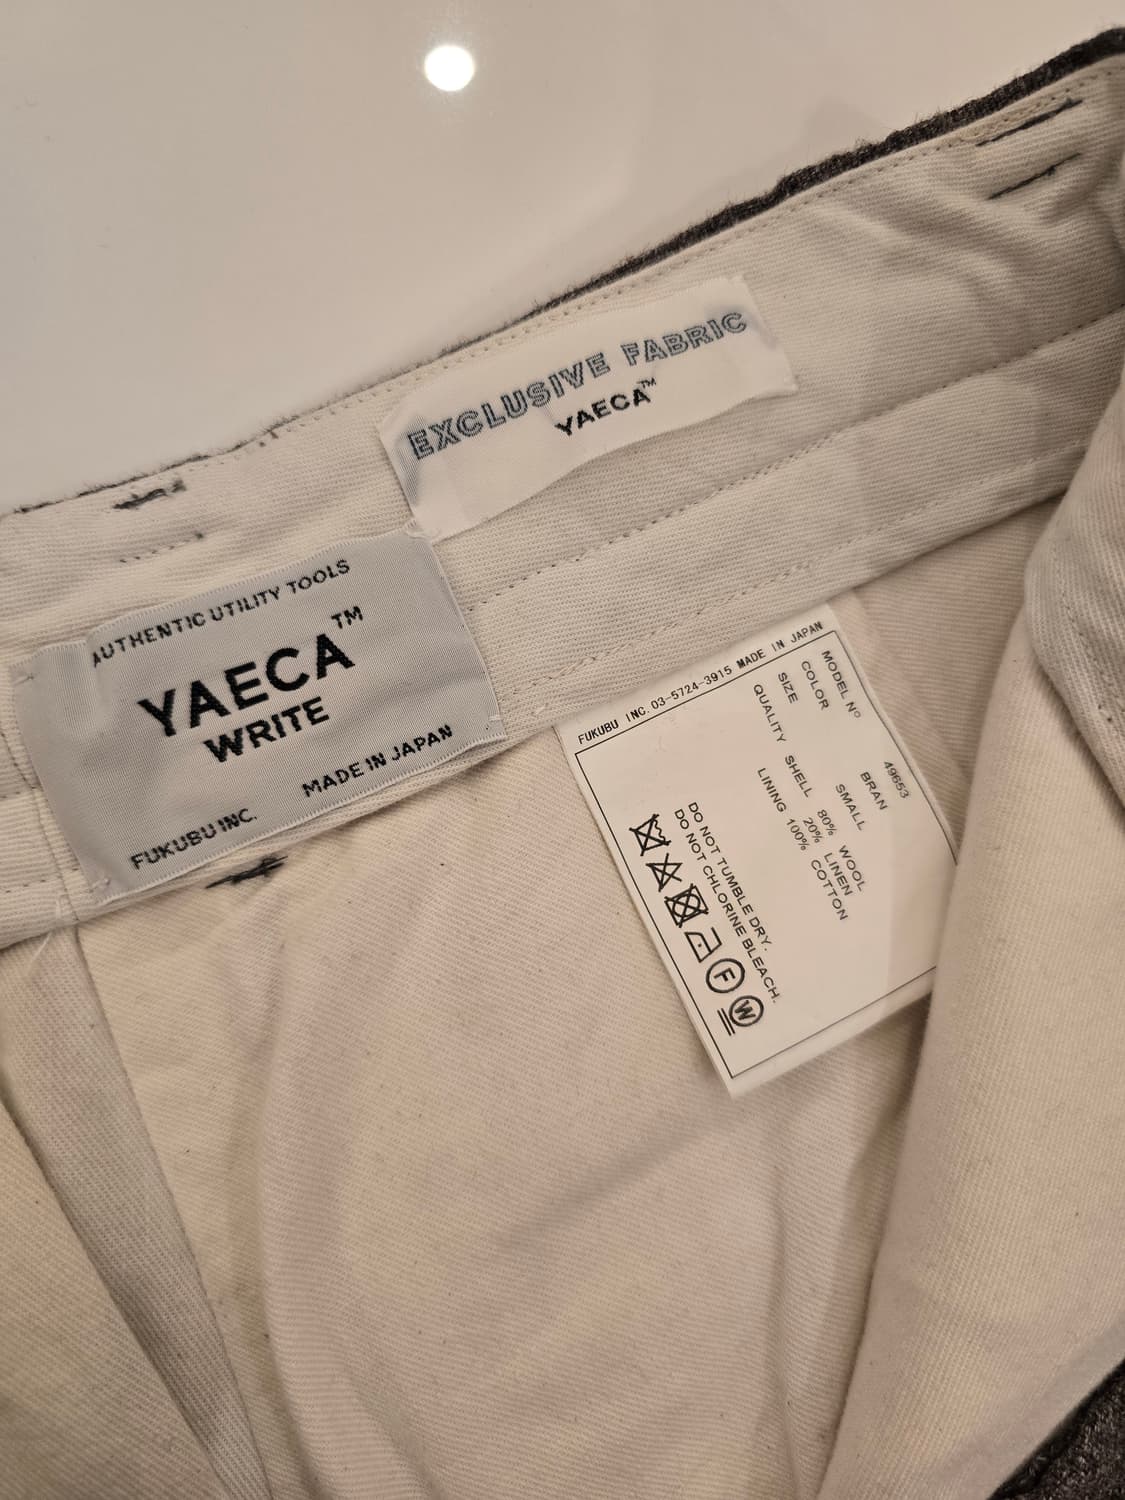 EXCLUSIVE FABRIC
YAECA™
AUTHENTIC UTILITY TOOLS
YAECA™
WRITE
MADE IN JAPAN
FUKUBU INC.
FUKUBU INC. 03-5724-3915 MADE IN JAPAN
MODEL Nº 49653
COLOR BRAN
SIZE SMALL
QUALITY SHELL 80% WOOL
20% LINEN
LINING 100% COTTON
DO NOT TUMBLE DRY.
DO NOT CHLORINE BLEACH.
F
W